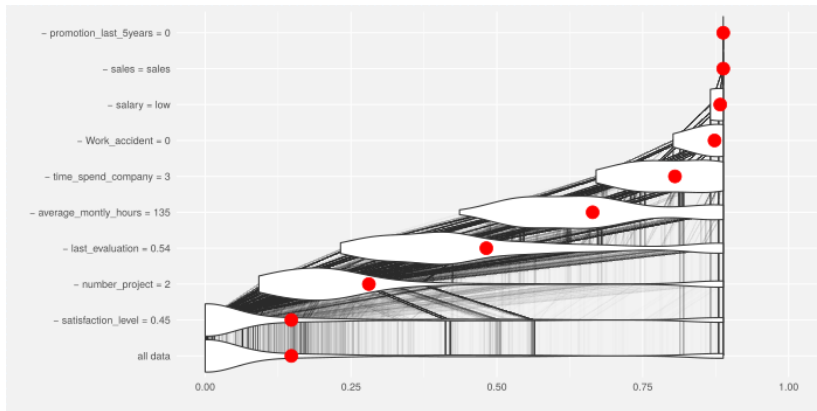 - promotion_last_5years = 0
- sales = sales
- salary = low
- Work_accident = 0
- time_spend_company = 3
- average_montly_hours = 135
- last_evaluation = 0.54
- number_project = 2
- satisfaction_level = 0.45
all data
0.00 0.25 0.50 0.75 1.00